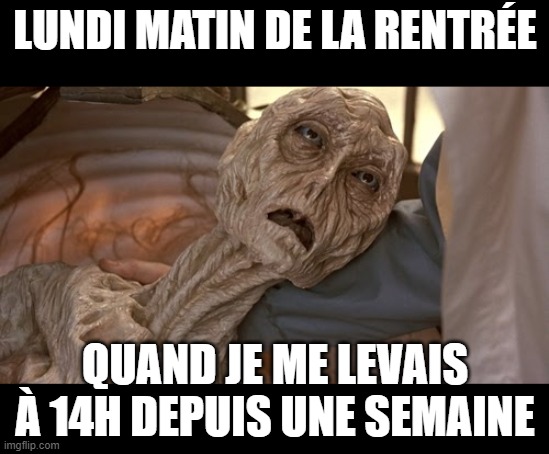 LUNDI MATIN DE LA RENTRÉE
QUAND JE ME LEVAIS
À 14H DEPUIS UNE SEMAINE
imgflip.com